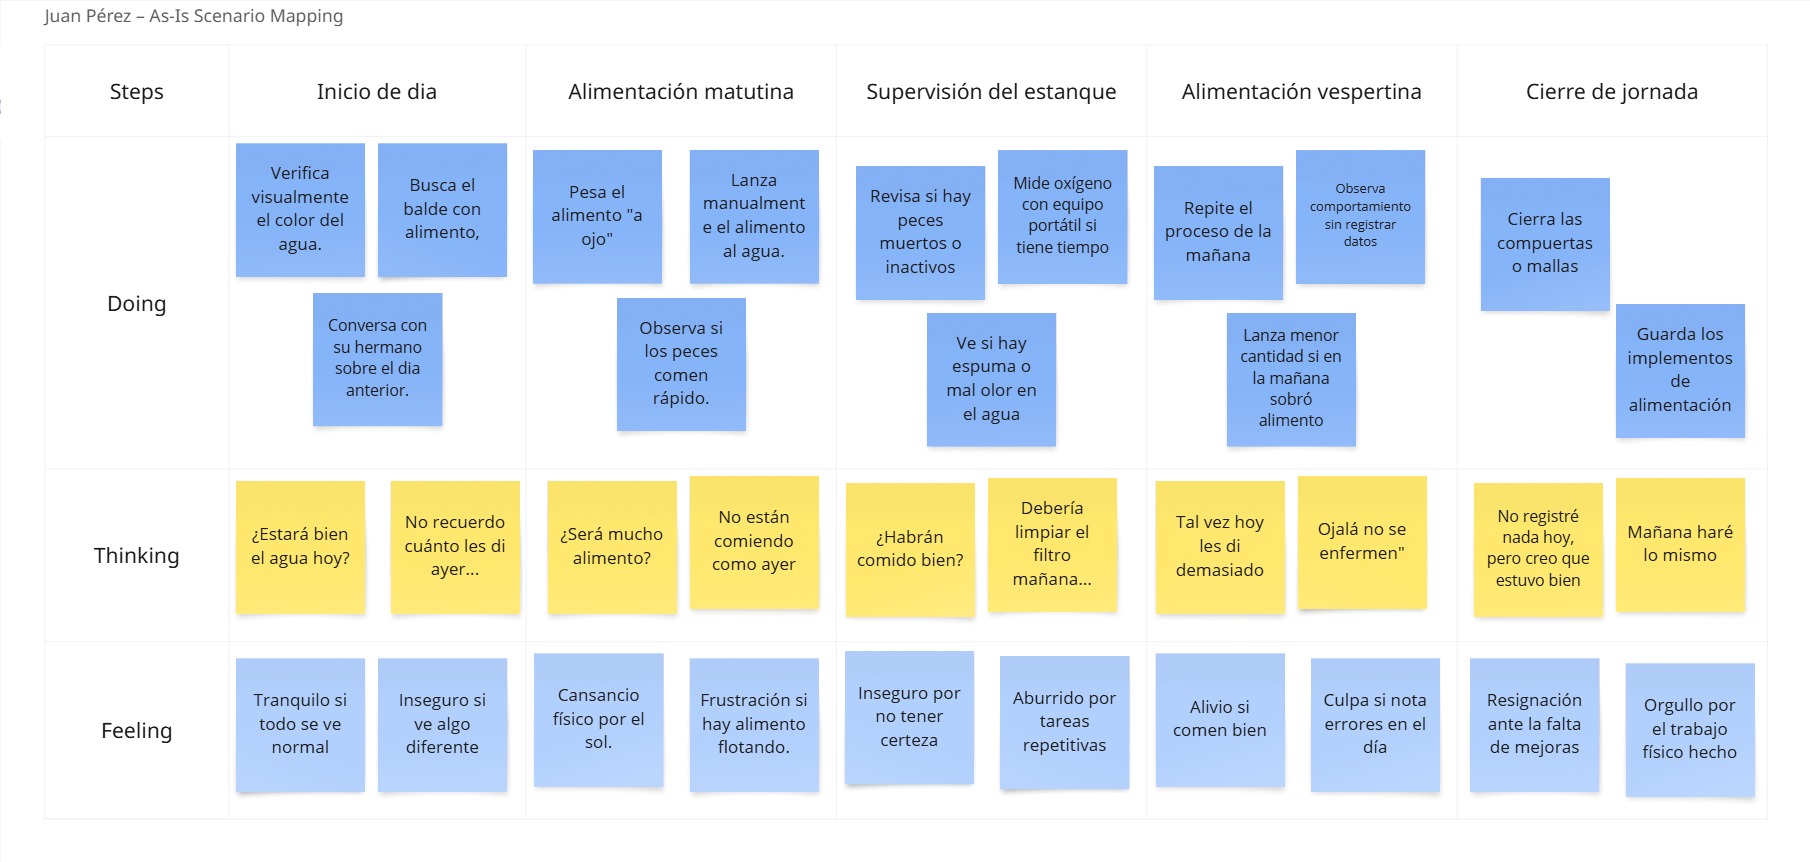 Juan Pérez – As-Is Scenario Mapping
Steps
Inicio de dia
Alimentación matutina
Supervisión del estanque
Alimentación vespertina
Cierre de jornada
Doing
Verifica
visualmente
el color del
agua.
Busca el
balde con
alimento,
Conversa con
su hermano
sobre el dia
anterior.
Pesa el
alimento "a
ojo"
Lanza
manualment
e el alimento
al agua.
Observa si
los peces
comen
rápido.
Revisa si hay
peces
muertos o
inactivos
Mide oxígeno
con equipo
portátil si
tiene tiempo
Ve si hay
espuma o
mal olor en
el agua
Repite el
proceso de la
mañana
Observa
comportamiento
sin registrar
datos
Lanza menor
cantidad si en
la mañana
sobró
alimento
Cierra las
compuertas
o mallas
Guarda los
implementos
de
alimentación
Thinking
¿Estará bien
el agua hoy?
No recuerdo
cuánto les di
ayer...
¿Será mucho
alimento?
No están
comiendo
como ayer
¿Habrán
comido bien?
Debería
limpiar el
filtro
mañana...
Tal vez hoy
les di
demasiado
Ojalá no se
enfermen"
No registré
nada hoy,
pero creo que
estuvo bien
Mañana haré
lo mismo
Feeling
Tranquilo si
todo se ve
normal
Inseguro si
ve algo
diferente
Cansancio
físico por el
sol.
Frustración si
hay alimento
flotando.
Inseguro por
no tener
certeza
Aburrido por
tareas
repetitivas
Alivio si
comen bien
Culpa si nota
errores en el
día
Resignación
ante la falta
de mejoras
Orgullo por
el trabajo
físico hecho